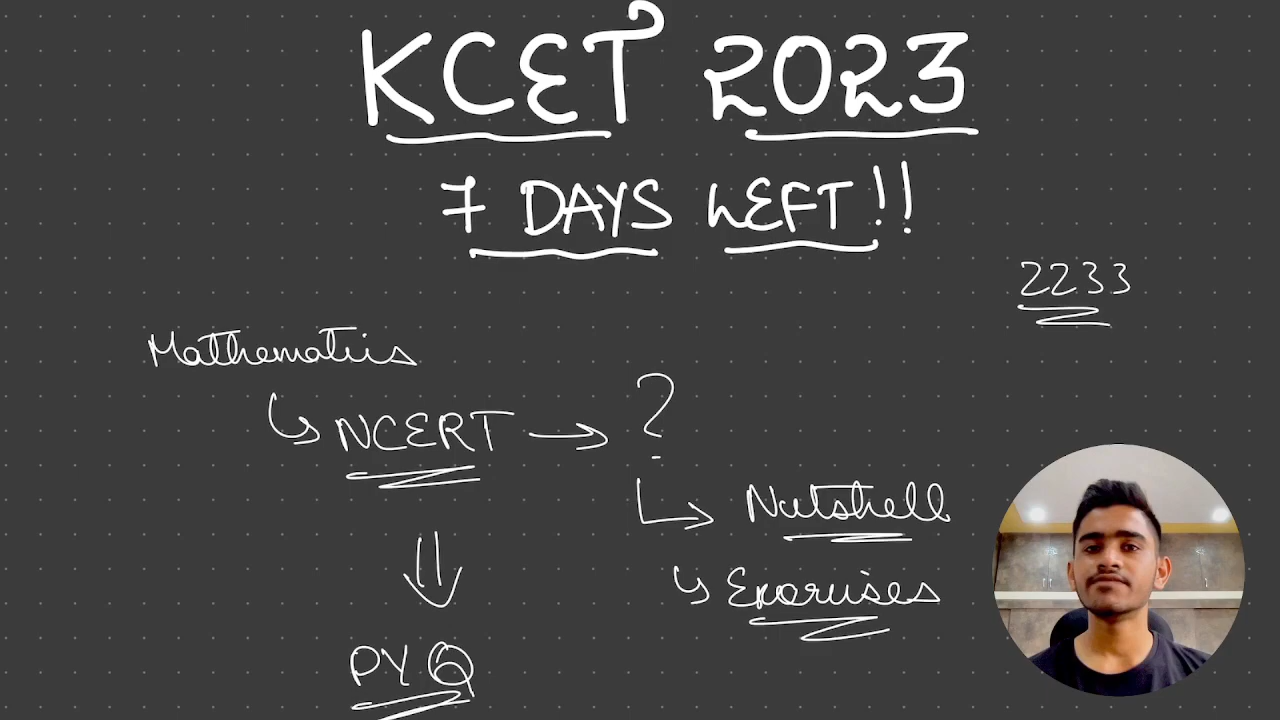 KCET 2023
7 DAYS LEFT!!
2233
Mathematics
↳ NCERT → ?
↳ Nutshell
↳ Exercises
⇓
PYQ